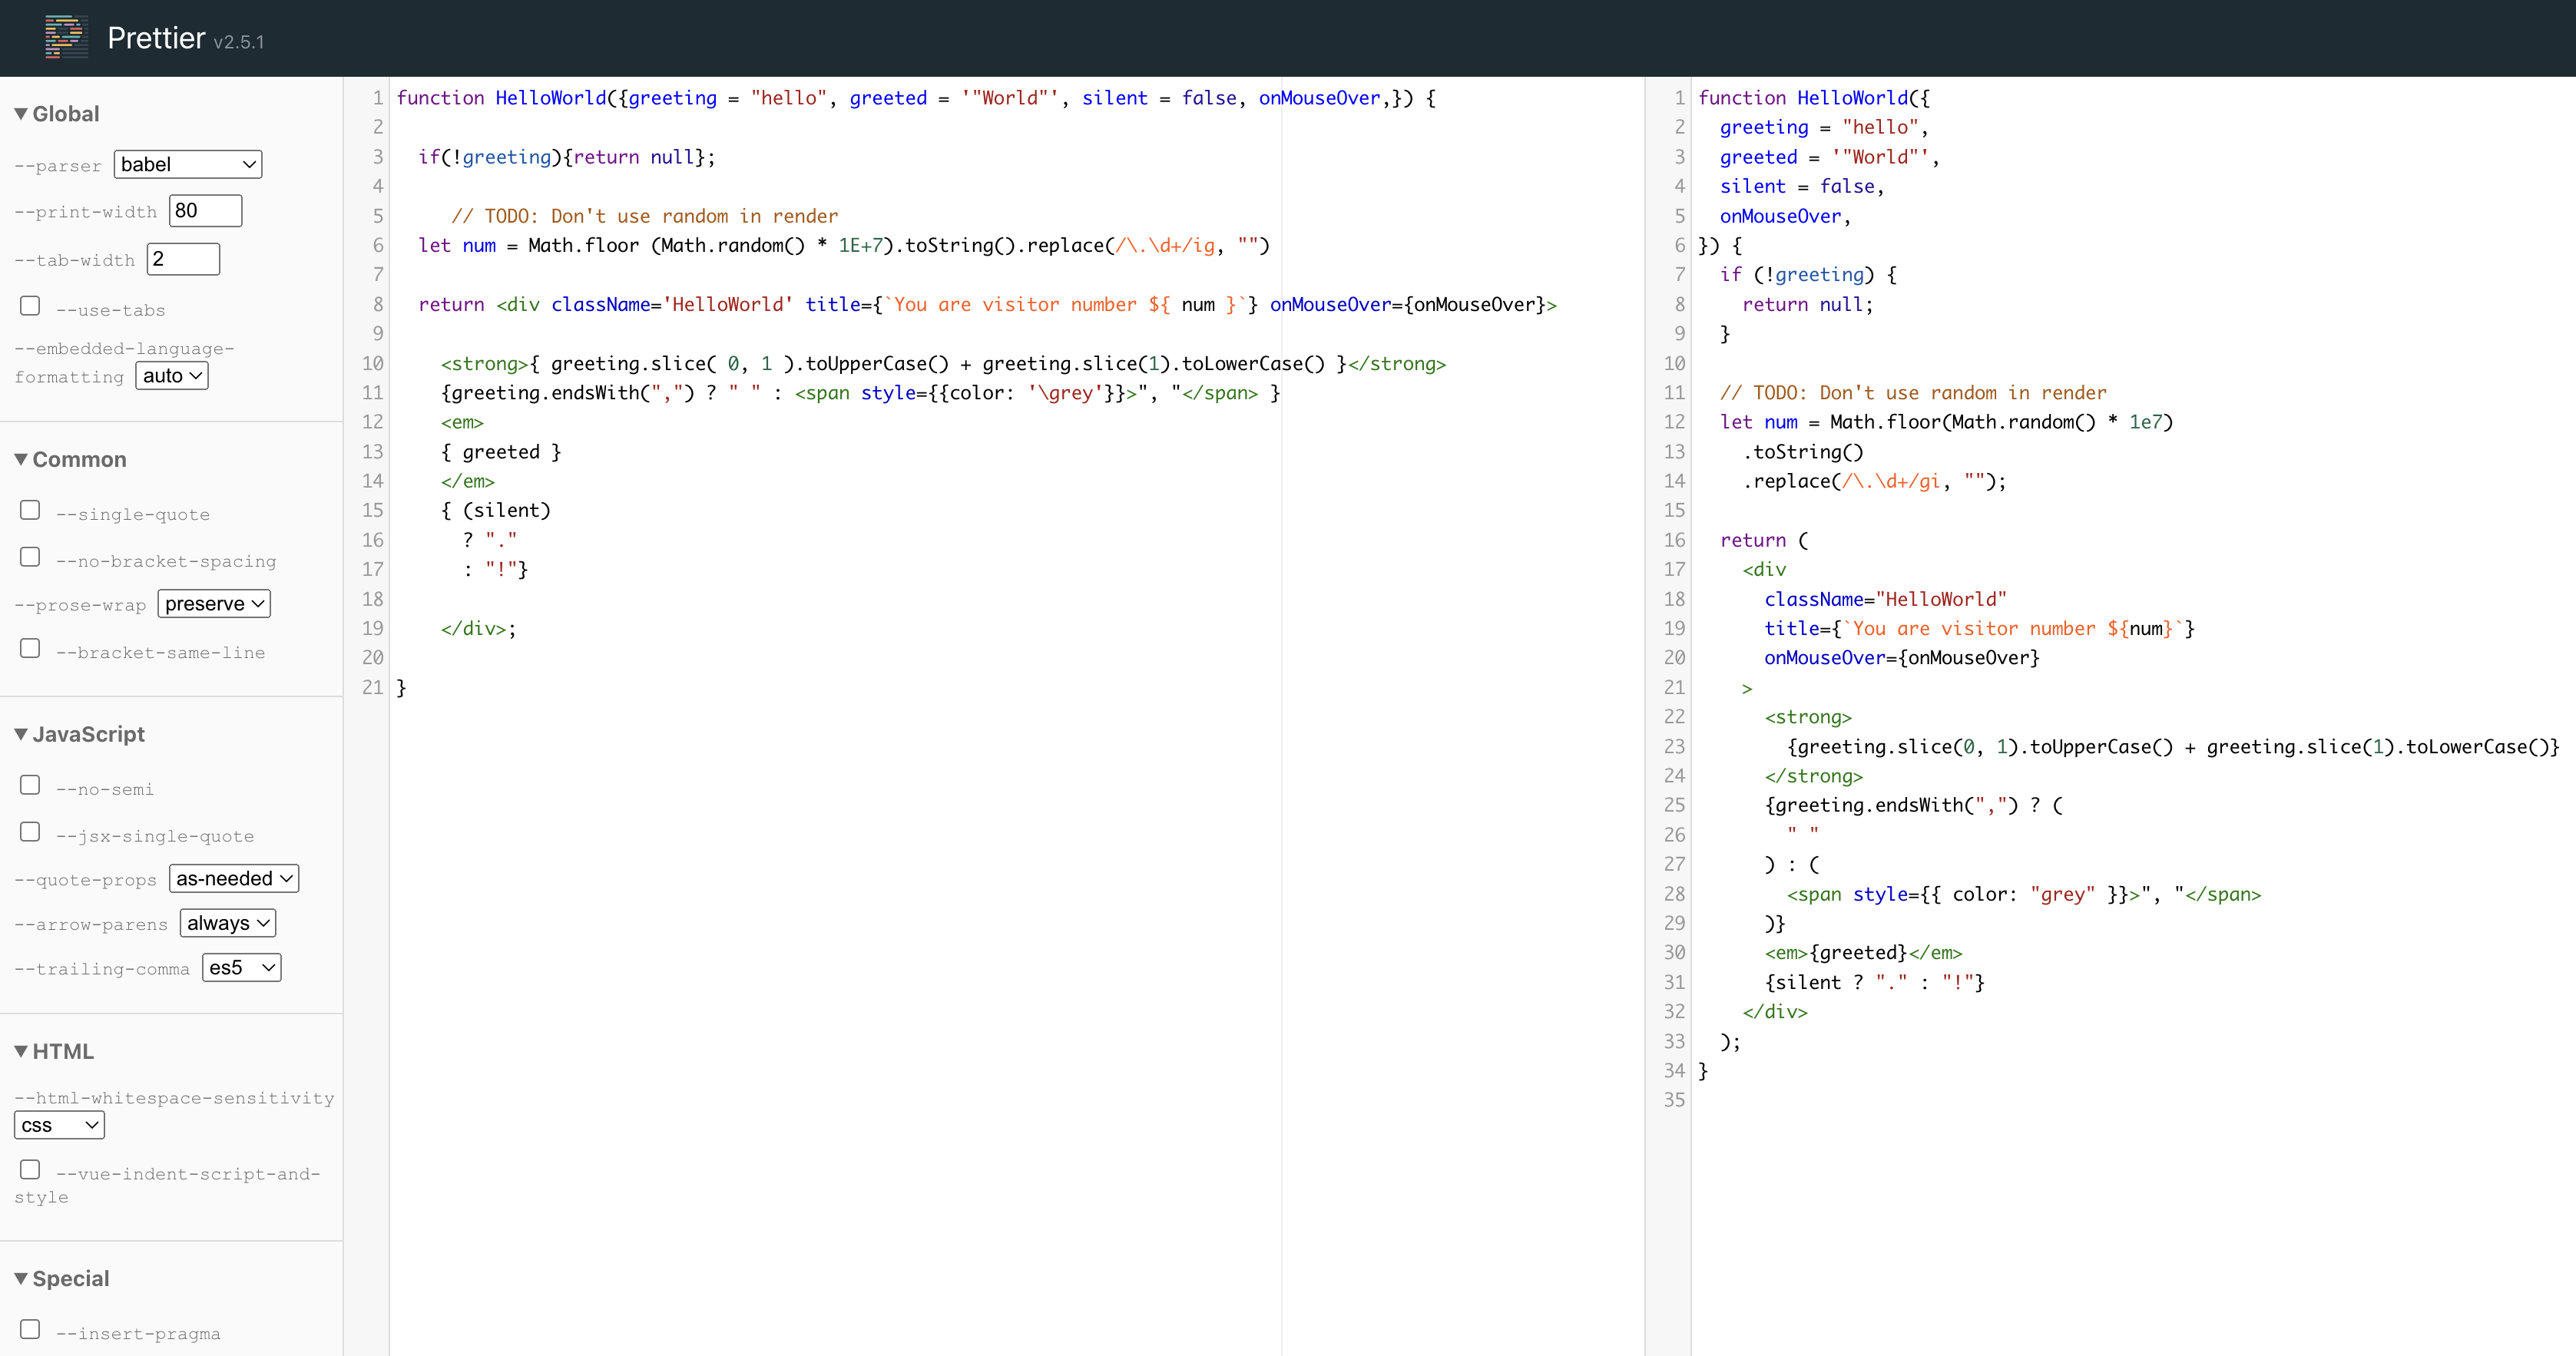 Prettier v2.5.1
Global
--parser babel
--print-width 80
--tab-width 2
--use-tabs
--embedded-language-
formatting auto
Common
--single-quote
--no-bracket-spacing
--prose-wrap preserve
--bracket-same-line
JavaScript
--no-semi
--jsx-single-quote
--quote-props as-needed
--arrow-parens always
--trailing-comma es5
HTML
--html-whitespace-sensitivity
css
--vue-indent-script-and-
style
Special
--insert-pragma
1 function HelloWorld({greeting = "hello", greeted = '"World"', silent = false, onMouseOver,}) {
2
3   if(!greeting){return null};
4
5      // TODO: Don't use random in render
6   let num = Math.floor (Math.random() * 1E+7).toString().replace(/\.\d+/ig, "")
7
8   return <div className='HelloWorld' title={`You are visitor number ${ num }`} onMouseOver={onMouseOver}>
9
10     <strong>{ greeting.slice( 0, 1 ).toUpperCase() + greeting.slice(1).toLowerCase() }</strong>
11     {greeting.endsWith(",") ? " " : <span style={{color: '\grey'}}>", "</span> }
12     <em>
13     { greeted }
14     </em>
15     { (silent)
16       ? "."
17       : "!"}
18
19     </div>;
20
21 }
1 function HelloWorld({
2   greeting = "hello",
3   greeted = '"World"',
4   silent = false,
5   onMouseOver,
6 }) {
7   if (!greeting) {
8     return null;
9   }
10
11   // TODO: Don't use random in render
12   let num = Math.floor(Math.random() * 1e7)
13     .toString()
14     .replace(/\.\d+/gi, "");
15
16   return (
17     <div
18       className="HelloWorld"
19       title={`You are visitor number ${num}`}
20       onMouseOver={onMouseOver}
21     >
22       <strong>
23         {greeting.slice(0, 1).toUpperCase() + greeting.slice(1).toLowerCase()}
24       </strong>
25       {greeting.endsWith(",") ? (
26         " "
27       ) : (
28         <span style={{ color: "grey" }}>", "</span>
29       )}
30       <em>{greeted}</em>
31       {silent ? "." : "!"}
32     </div>
33   );
34 }
35